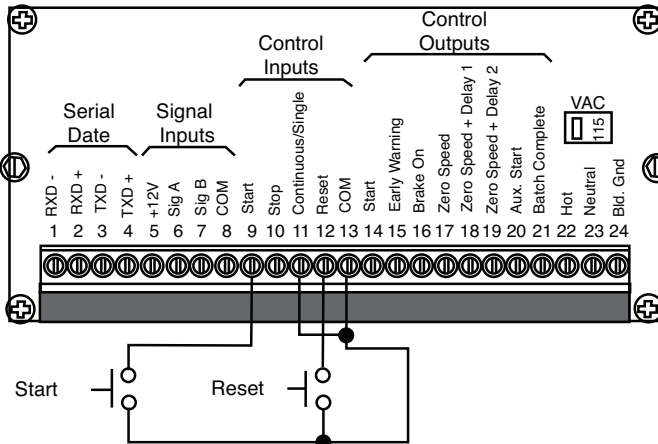 Control
Inputs
Control
Outputs
Serial
Date
Signal
Inputs
VAC
115
RXD -
RXD +
TXD -
TXD +
+12V
Sig A
Sig B
COM
Start
Stop
Continuous/Single
Reset
COM
Start
Early Warning
Brake On
Zero Speed
Zero Speed + Delay 1
Zero Speed + Delay 2
Aux. Start
Batch Complete
Hot
Neutral
Bld. Gnd
1 2 3 4 5 6 7 8 9 10 11 12 13 14 15 16 17 18 19 20 21 22 23 24
Start
Reset